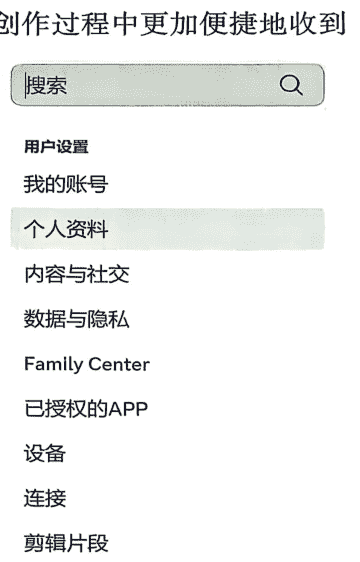 创作过程中更加便捷地收到
搜索
用户设置
我的账号
个人资料
内容与社交
数据与隐私
Family Center
已授权的APP
设备
连接
剪辑片段